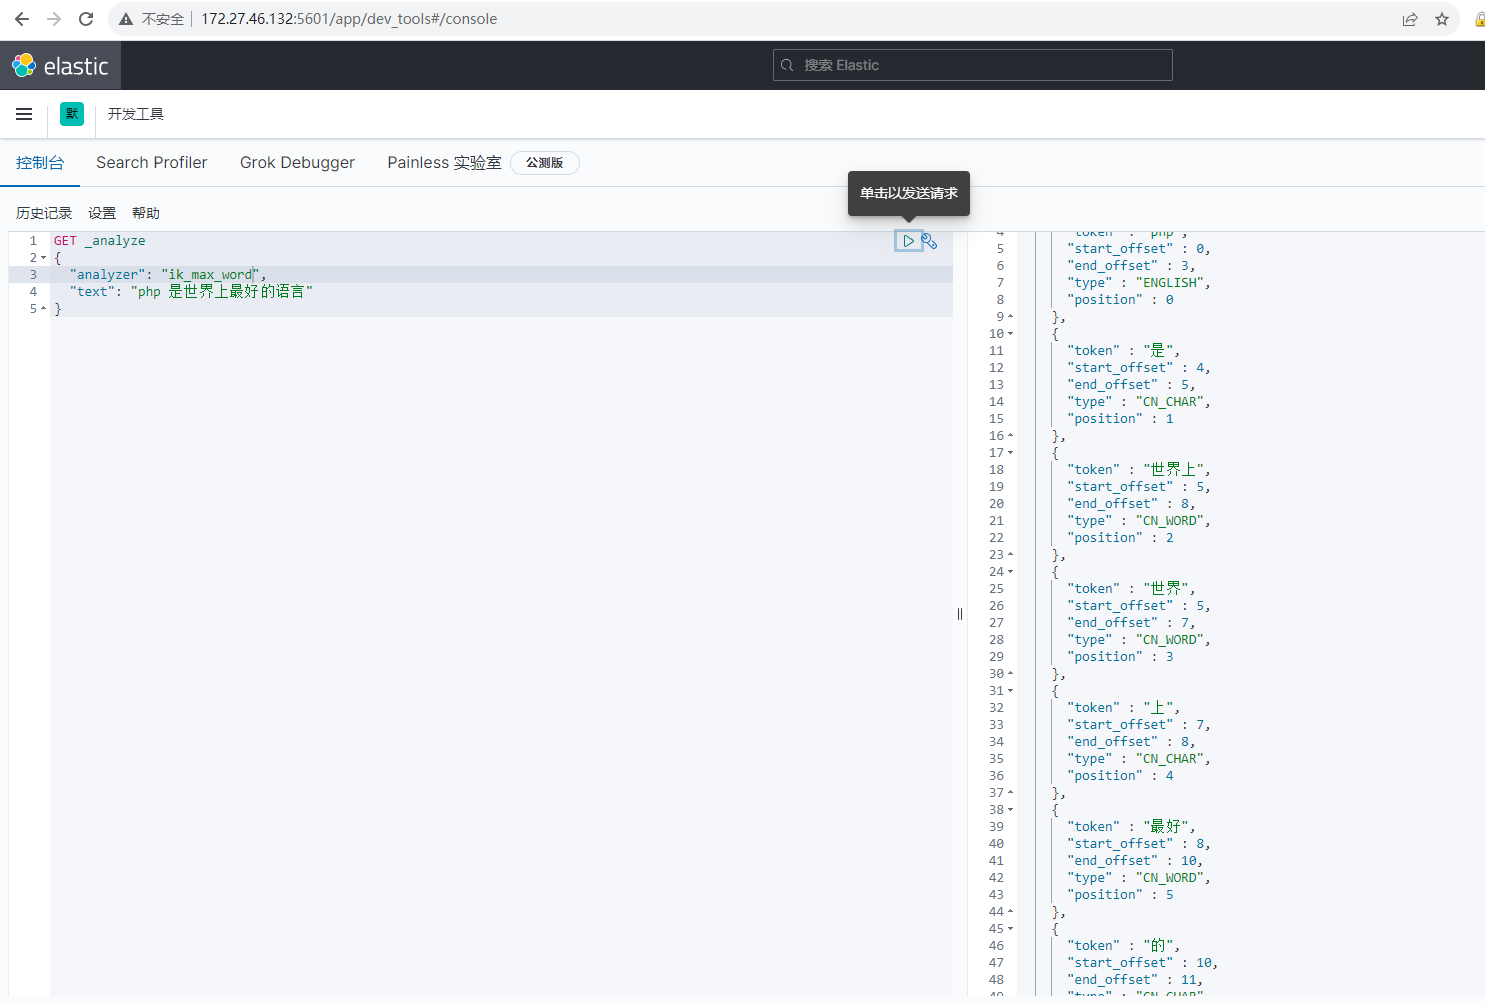 不安全 172.27.46.132:5601/app/dev_tools#/console
elastic
搜索 Elastic
默 开发工具
控制台 Search Profiler Grok Debugger Painless 实验室 公测版
单击以发送请求
历史记录 设置 帮助
1 GET _analyze
2 {
3 "analyzer": "ik_max_word",
4 "text": "php 是世界上最好的语言"
5 }
4 "token" : "php",
5 "start_offset" : 0,
6 "end_offset" : 3,
7 "type" : "ENGLISH",
8 "position" : 0
9 },
10 {
11 "token" : "是",
12 "start_offset" : 4,
13 "end_offset" : 5,
14 "type" : "CN_CHAR",
15 "position" : 1
16 },
17 {
18 "token" : "世界上",
19 "start_offset" : 5,
20 "end_offset" : 8,
21 "type" : "CN_WORD",
22 "position" : 2
23 },
24 {
25 "token" : "世界",
26 "start_offset" : 5,
27 "end_offset" : 7,
28 "type" : "CN_WORD",
29 "position" : 3
30 },
31 {
32 "token" : "上",
33 "start_offset" : 7,
34 "end_offset" : 8,
35 "type" : "CN_CHAR",
36 "position" : 4
37 },
38 {
39 "token" : "最好",
40 "start_offset" : 8,
41 "end_offset" : 10,
42 "type" : "CN_WORD",
43 "position" : 5
44 },
45 {
46 "token" : "的",
47 "start_offset" : 10,
48 "end_offset" : 11,
49 "type" : "CN_CHAR"